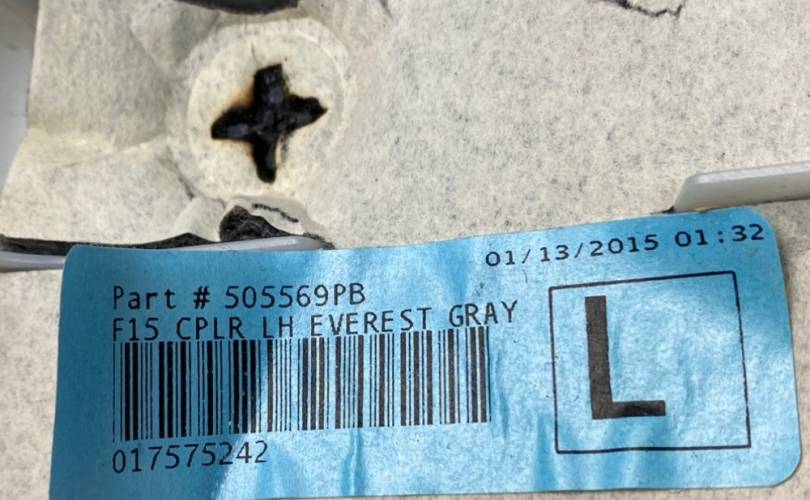 01/13/2015 01:32
Part # 505569PB
F15 CPLR LH EVEREST GRAY
L
017575242